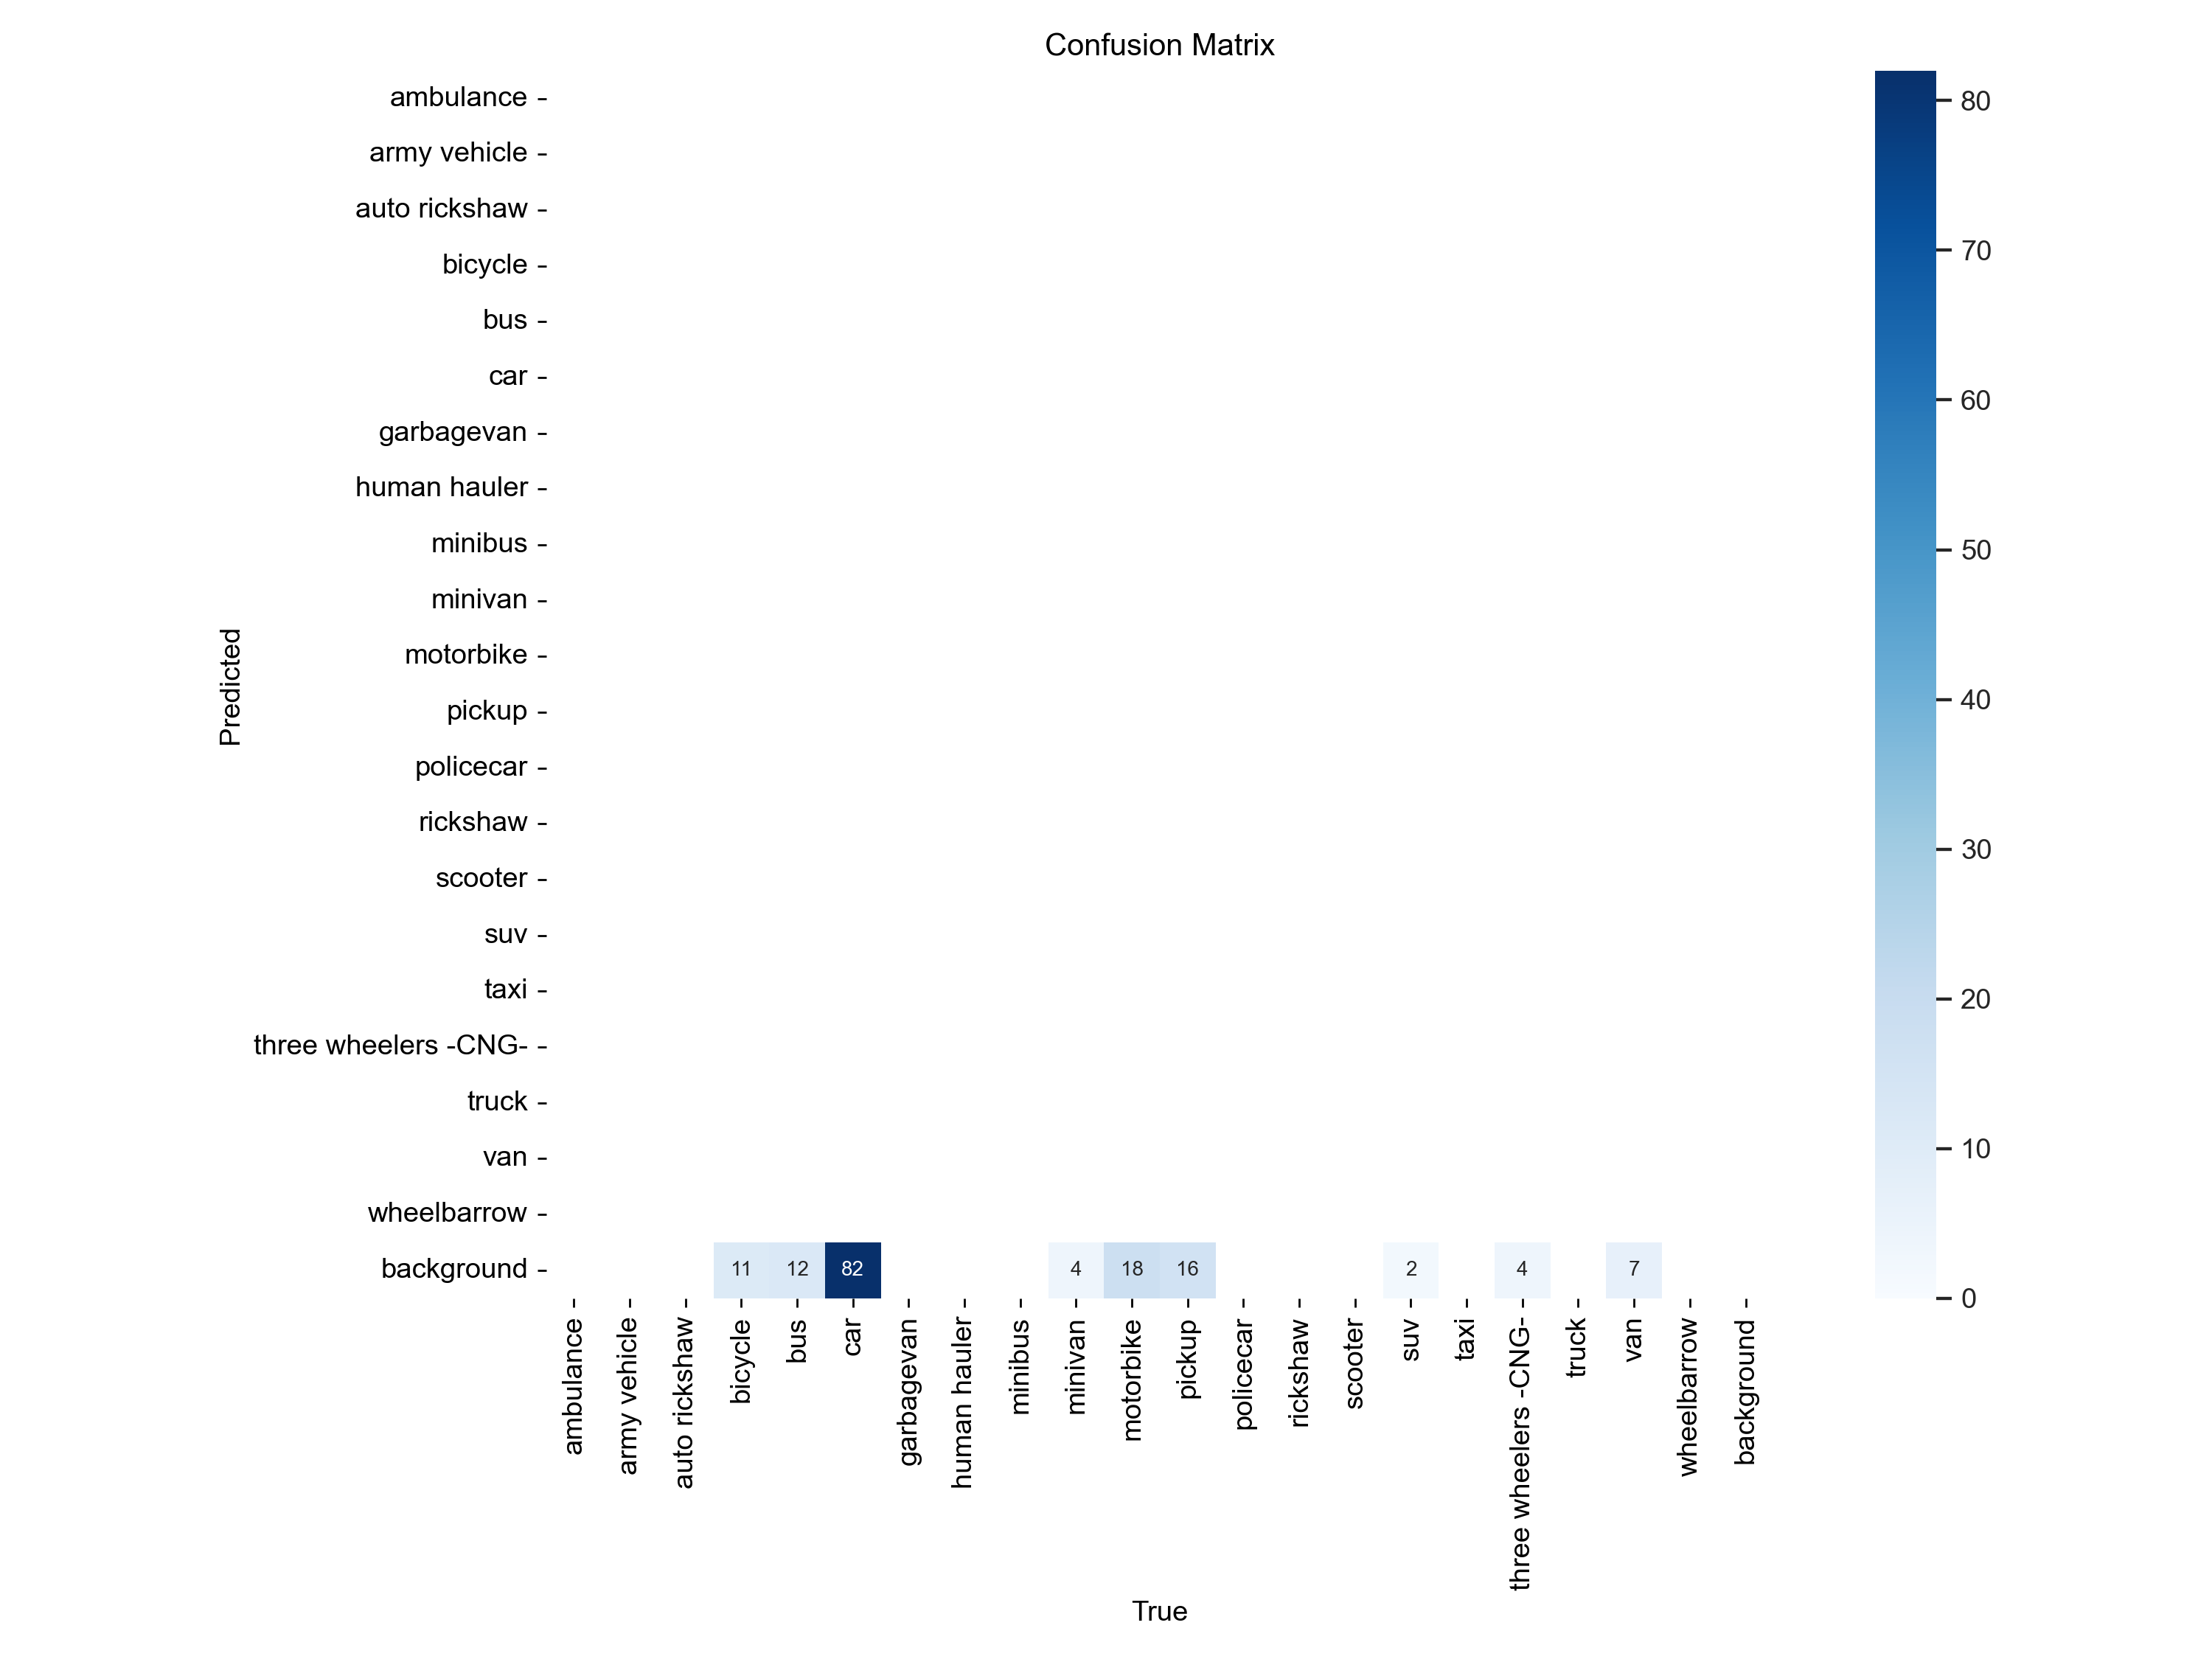 Confusion Matrix
ambulance
army vehicle
auto rickshaw
bicycle
bus
car
garbagevan
human hauler
minibus
minivan
motorbike
pickup
policecar
rickshaw
scooter
suv
taxi
three wheelers -CNG-
truck
van
wheelbarrow
background
Predicted
11 12 82 4 18 16 2 4 7
ambulance
army vehicle
auto rickshaw
bicycle
bus
car
garbagevan
human hauler
minibus
minivan
motorbike
pickup
policecar
rickshaw
scooter
suv
taxi
three wheelers -CNG-
truck
van
wheelbarrow
background
True
80
70
60
50
40
30
20
10
0